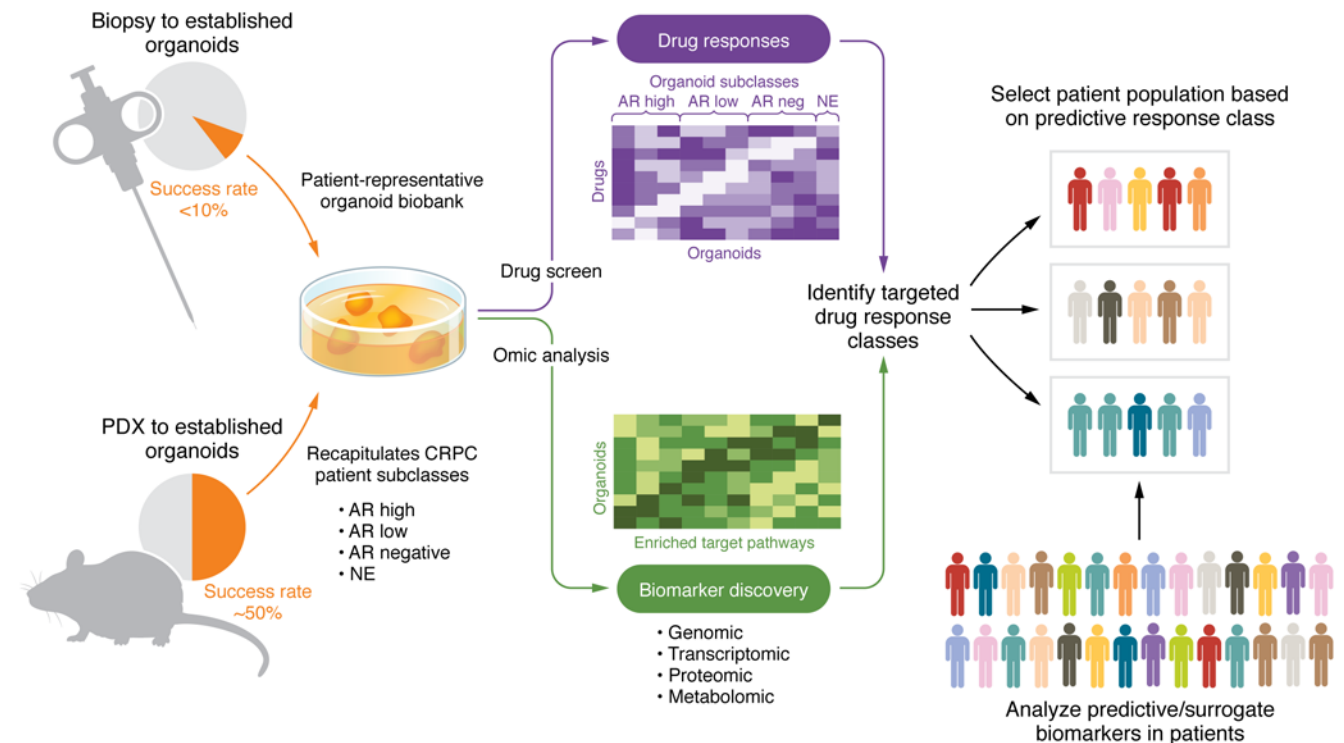 Biopsy to established
organoids
Success rate
<10%
Patient-representative
organoid biobank
PDX to established
organoids
Success rate
~50%
Recapitulates CRPC
patient subclasses
• AR high
• AR low
• AR negative
• NE
Drug screen
Omic analysis
Drug responses
Organoid subclasses
AR high AR low AR neg NE
Drugs
Organoids
Organoids
Enriched target pathways
Biomarker discovery
• Genomic
• Transcriptomic
• Proteomic
• Metabolomic
Identify targeted
drug response
classes
Select patient population based
on predictive response class
Analyze predictive/surrogate
biomarkers in patients